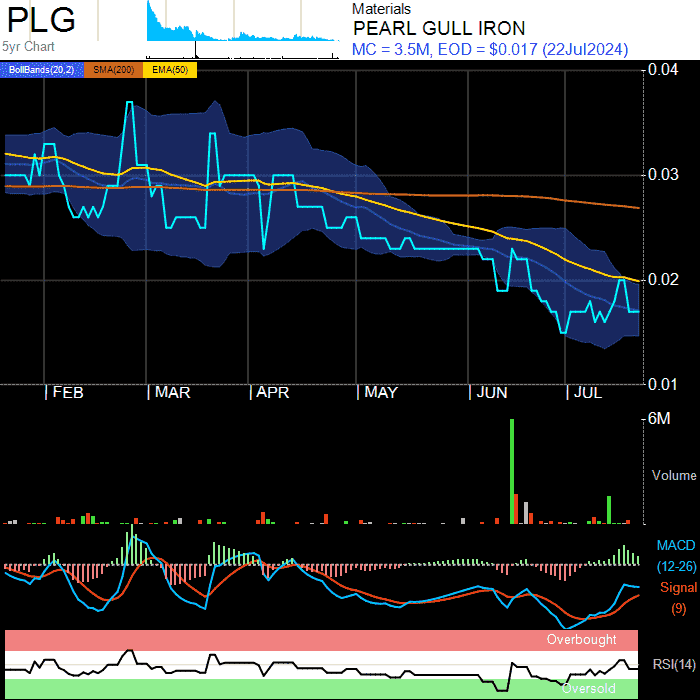 PLG
5yr Chart
Materials
PEARL GULL IRON
MC = 3.5M, EOD = $0.017 (22Jul2024)
BollBands(20,2) SMA(200) EMA(50)
0.04
0.03
0.02
0.01
FEB MAR APR MAY JUN JUL
6M
Volume
MACD
(12-26)
Signal
(9)
Overbought
RSI(14)
Oversold